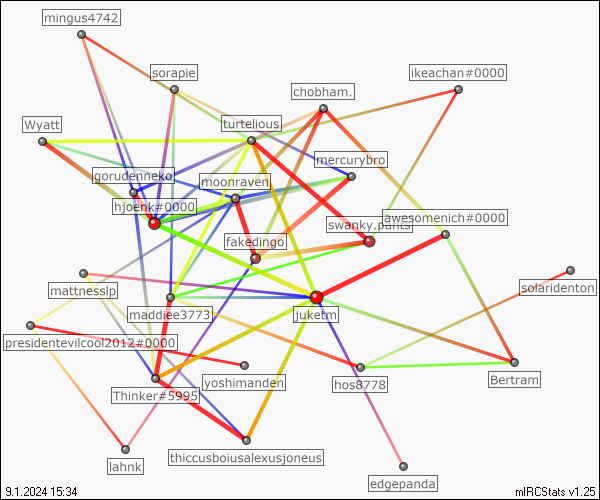 mingus4742
sorapie
ikeachan#0000
chobham.
Wyatt
turtelious
mercurybro
gorudenneko
moonraven
hjoenk#0000
swanky.pants
awesomenich#0000
fakedingo
mattnesslp
solaridenton
maddiee3773
juketm
presidentevilcool2012#0000
yoshimanden
hos8778
Bertram
Thinker#5995
thiccusboiusalexusjoneus
lahnk
edgepanda
9.1.2024 15:34
mIRCStats v1.25